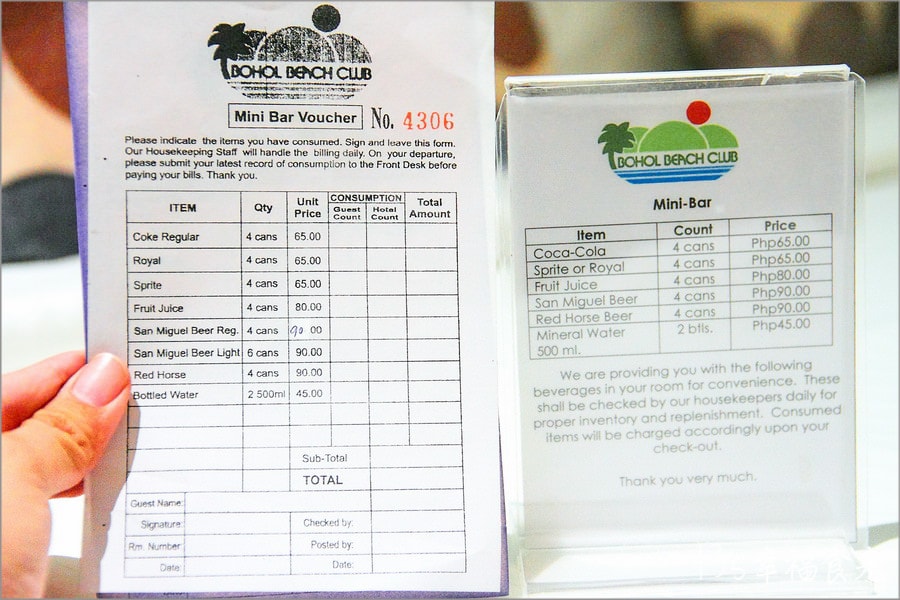 BOHOL BEACH CLUB
Mini Bar Voucher No. 4306
Please indicate the items you have consumed. Sign and leave this form.
Our Housekeeping Staff will handle the billing daily. On your departure,
please submit your latest record of consumption to the Front Desk before
paying your bills. Thank you.
ITEM Qty Unit Price CONSUMPTION Guest Count Hotel Count Total Amount
Coke Regular 4 cans 65.00
Royal 4 cans 65.00
Sprite 4 cans 65.00
Fruit Juice 4 cans 80.00
San Miguel Beer Reg. 4 cans 90 00
San Miguel Beer Light 6 cans 90.00
Red Horse 4 cans 90.00
Bottled Water 2 500ml 45.00
Sub-Total
TOTAL
Guest Name:
Signature: Checked by:
Rm. Number: Posted by:
Date: Date:
BOHOL BEACH CLUB
Mini-Bar
Item Count Price
Coca-Cola 4 cans Php65.00
Sprite or Royal 4 cans Php65.00
Fruit Juice 4 cans Php80.00
San Miguel Beer 4 cans Php90.00
Red Horse Beer 4 cans Php90.00
Mineral Water 2 btls. Php45.00
500 ml.
We are providing you with the following
beverages in your room for convenience. These
shall be checked by our housekeepers daily for
proper inventory and replenishment. Consumed
items will be charged accordingly upon your
check-out.
Thank you very much.